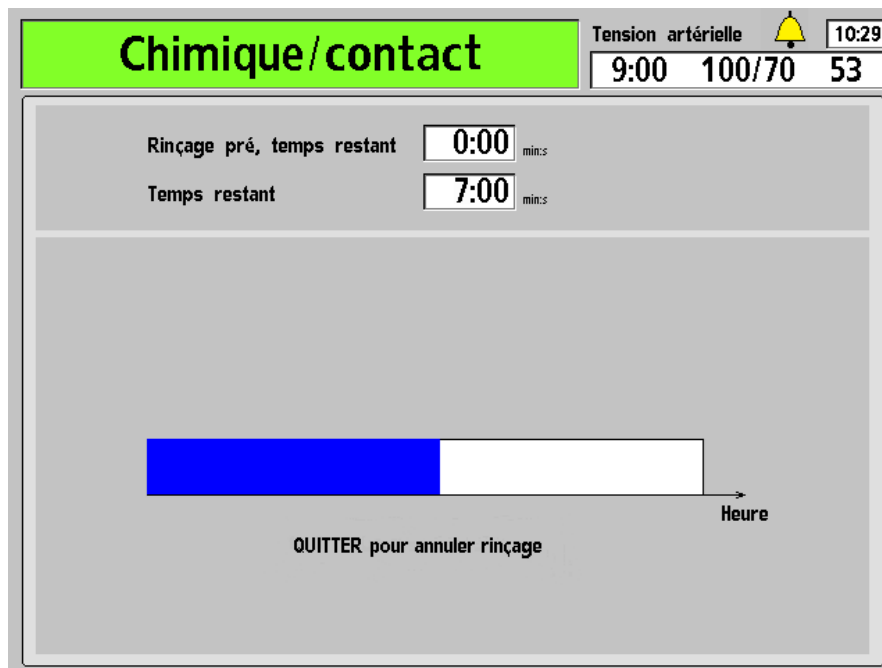 Chimique/contact
Tension artérielle
10:29
9:00 100/70 53
Rinçage pré, temps restant 0:00 min:s
Temps restant 7:00 min:s
Heure
QUITTER pour annuler rinçage